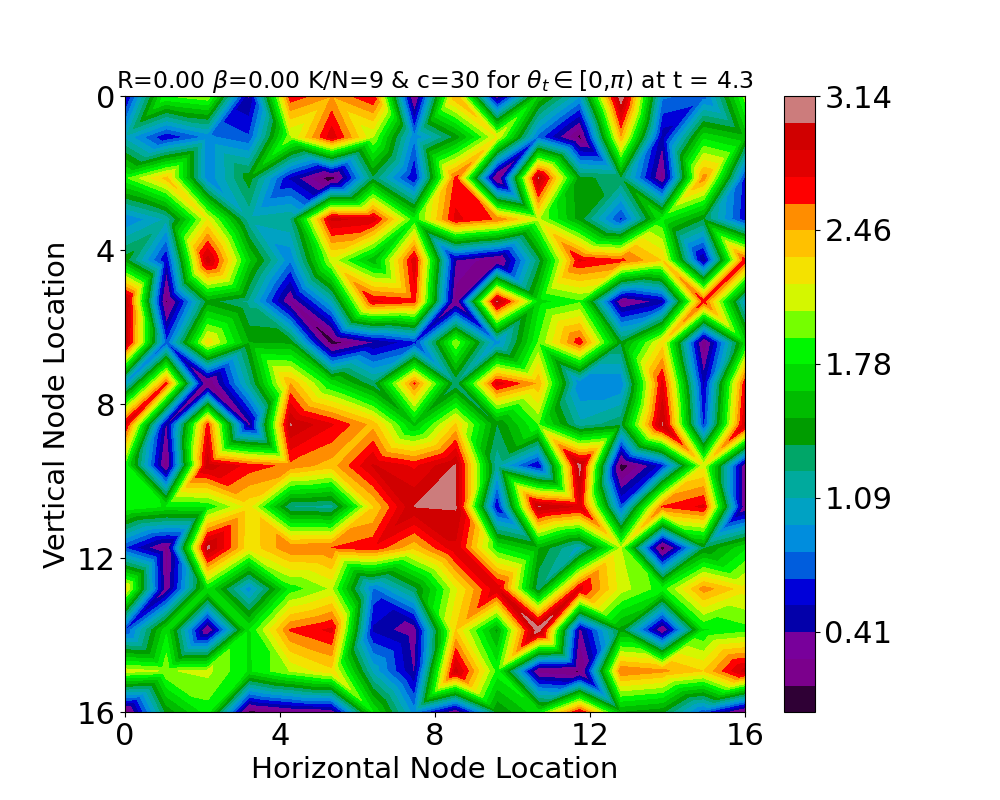 R=0.00 β=0.00 K/N=9 & c=30 for θₜ ∈ [0,π) at t = 4.3
0
4
8
12
16
Vertical Node Location
0 4 8 12 16
Horizontal Node Location
3.14
2.46
1.78
1.09
0.41